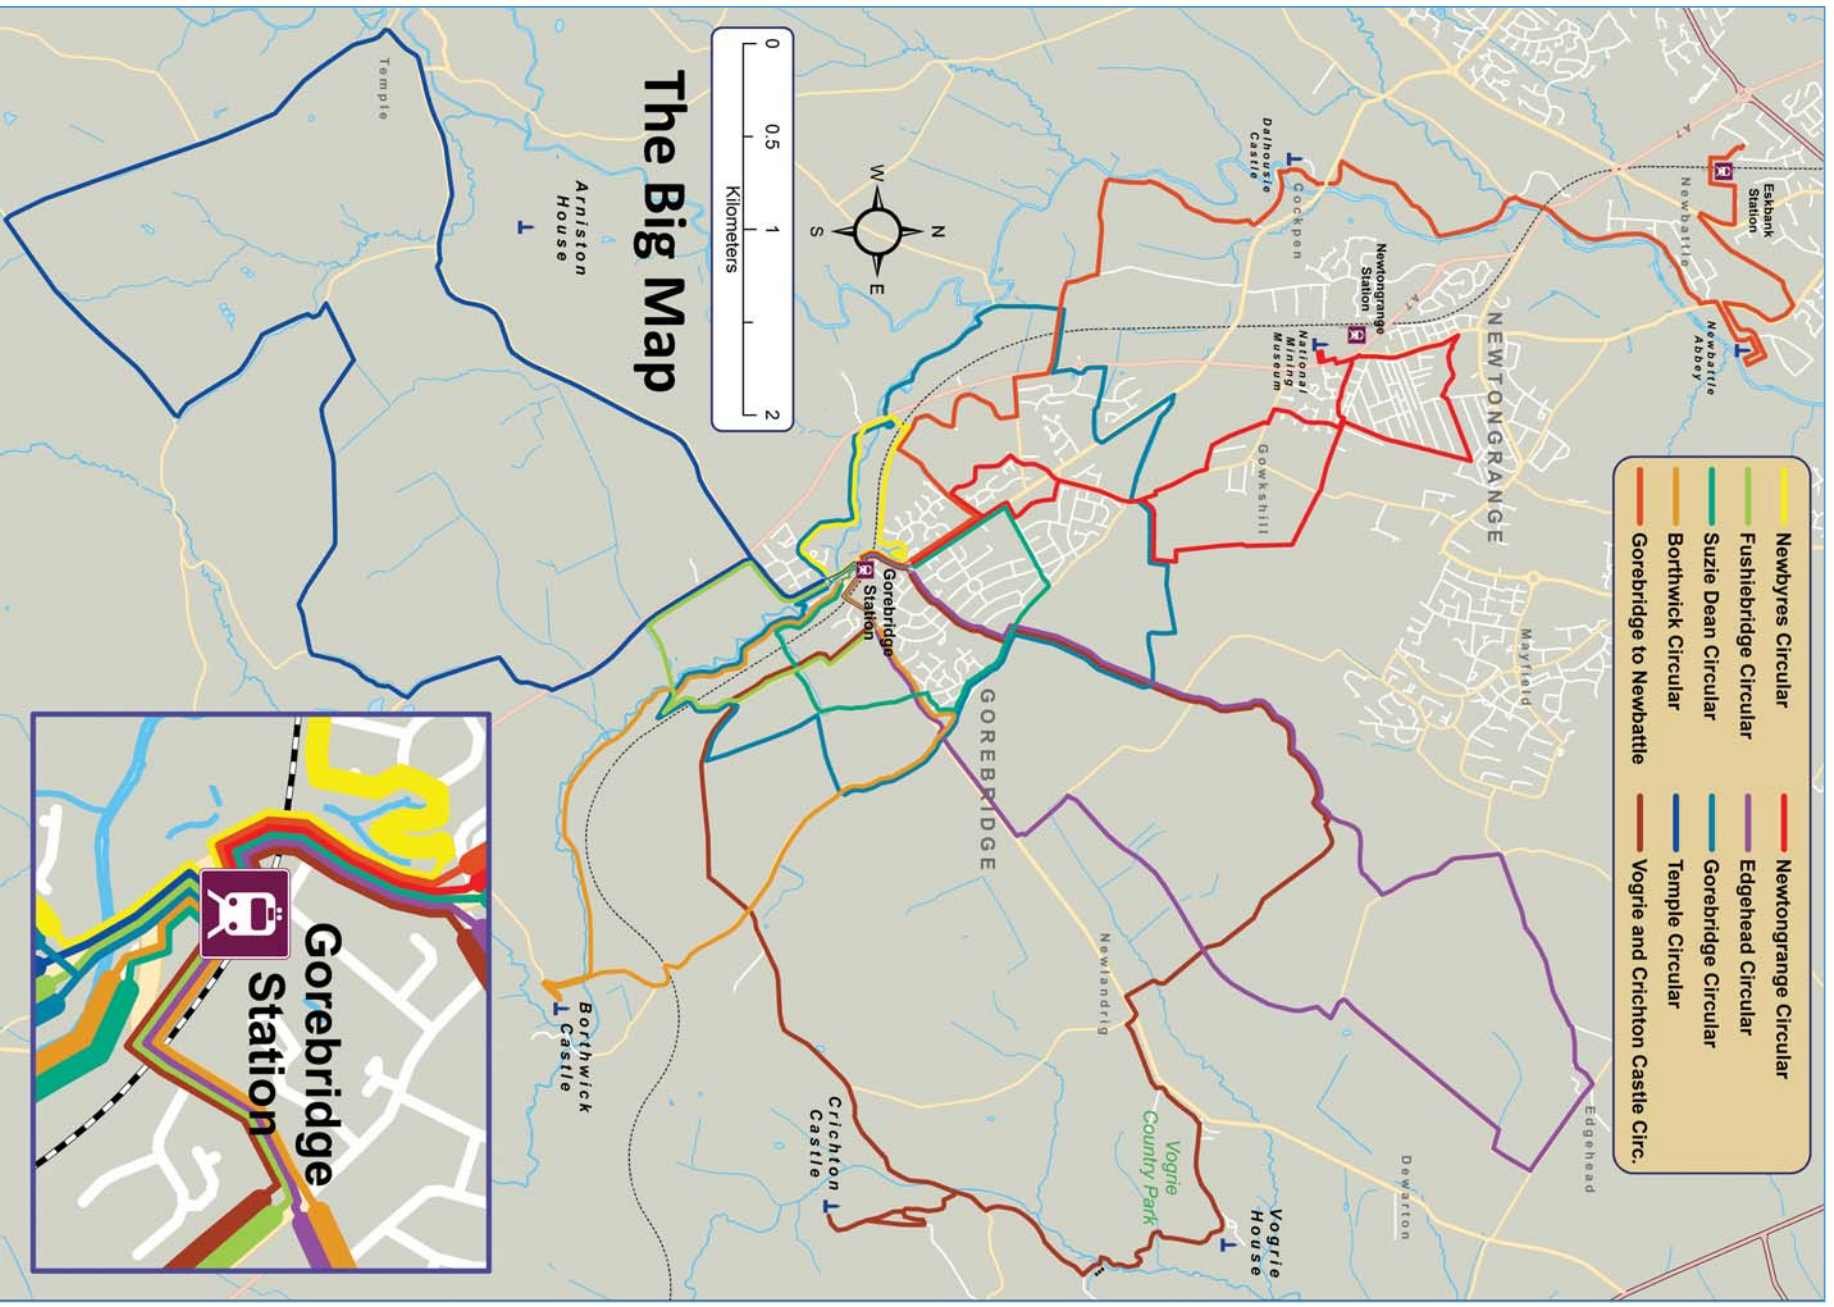 The Big Map
0
0.5
1
2
Kilometers
N
E
S
W
Newbyres Circular
Fushiebridge Circular
Suzie Dean Circular
Borthwick Circular
Gorebridge to Newbattle
Newtongrange Circular
Edgehead Circular
Gorebridge Circular
Temple Circular
Vogrie and Crichton Castle Circ.
Eskbank
Station
Newbattle
Newbattle
Abbey
A7
A7
Dalhousie
Castle
Cockpen
Newtongrange
Station
National
Mining
Museum
NEWTONGRANGE
Gowkshill
Mayfield
Temple
Arniston
House
Gorebridge
Station
GOREBRIDGE
Newlandrig
Edgehead
Dewarton
Vogrie
Country Park
Vogrie
House
Crichton
Castle
Borthwick
Castle
Gorebridge
Station